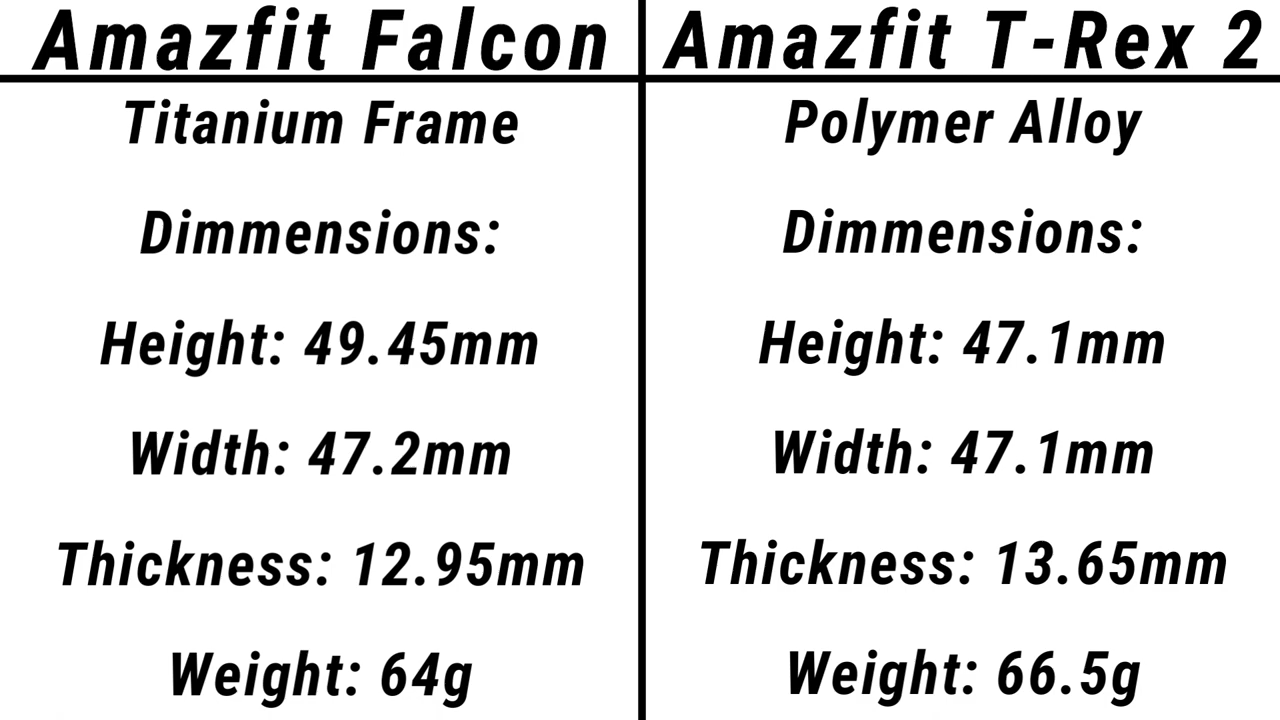 Amazfit Falcon
Titanium Frame
Dimmensions:
Height: 49.45mm
Width: 47.2mm
Thickness: 12.95mm
Weight: 64g
Amazfit T-Rex 2
Polymer Alloy
Dimmensions:
Height: 47.1mm
Width: 47.1mm
Thickness: 13.65mm
Weight: 66.5g